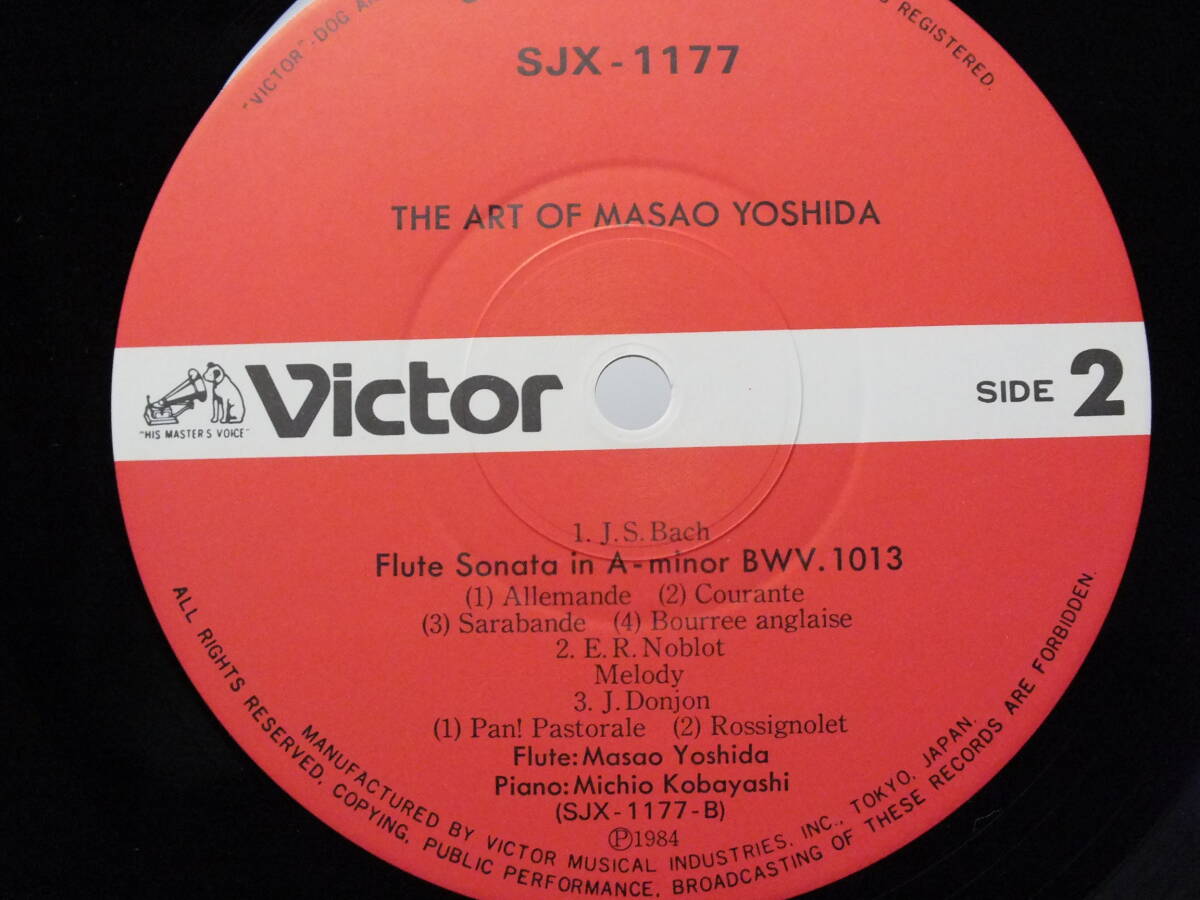 "VICTOR"-DOG
REGISTERED.
SJX-1177
THE ART OF MASAO YOSHIDA
"HIS MASTER'S VOICE"
Victor
SIDE 2
1. J.S. Bach
Flute Sonata in A-minor BWV. 1013
(1) Allemande (2) Courante
(3) Sarabande (4) Bourree anglaise
2. E.R. Noblot
Melody
3. J. Donjon
(1) Pan! Pastorale (2) Rossignolet
Flute: Masao Yoshida
Piano: Michio Kobayashi
(SJX-1177-B)
Ⓟ1984
MANUFACTURED BY VICTOR MUSICAL INDUSTRIES, INC., TOKYO, JAPAN.
ALL RIGHTS RESERVED, COPYING, PUBLIC PERFORMANCE, BROADCASTING OF THESE RECORDS ARE FORBIDDEN.